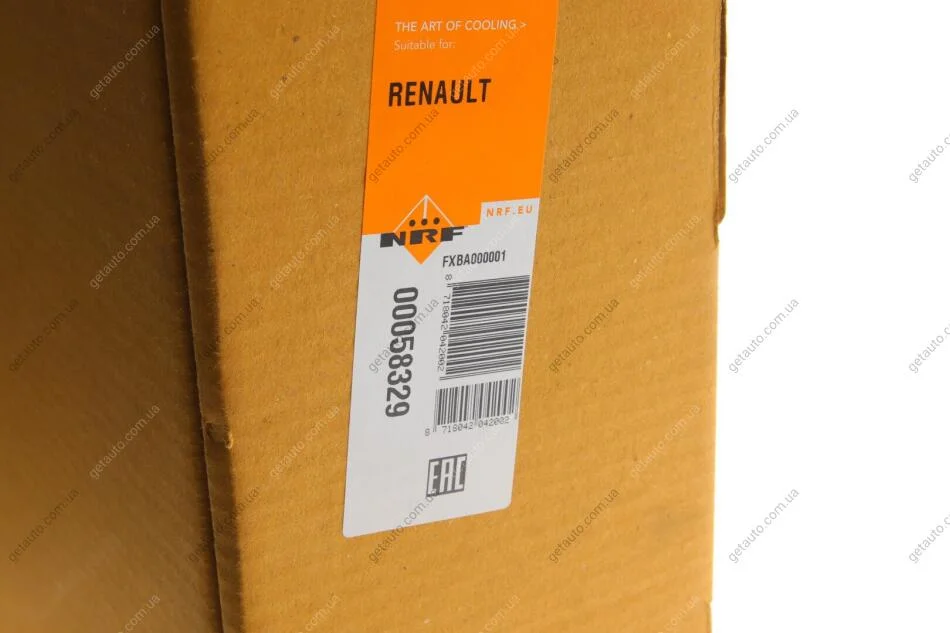 THE ART OF COOLING >
Suitable for:
RENAULT
NRF.EU
NRF
FXBA000001
8 718042 042002
00058329
8 718042 042002
EAC
getauto.com.ua